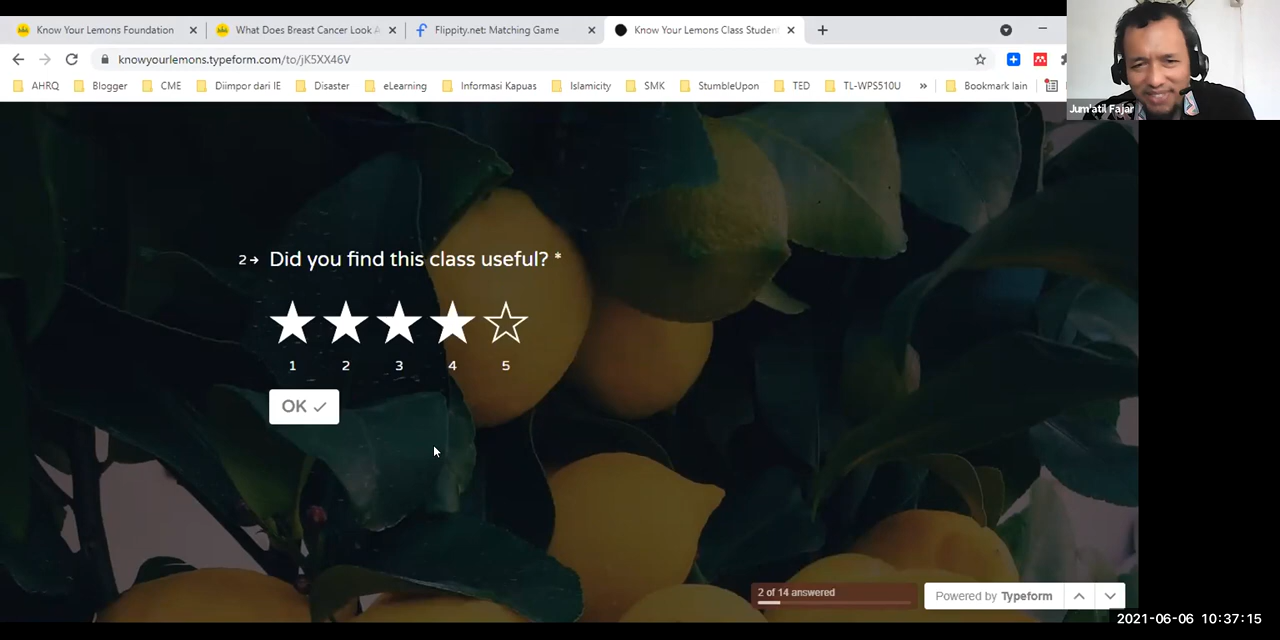 Know Your Lemons Foundation
What Does Breast Cancer Look A
Flippity.net: Matching Game
Know Your Lemons Class Studen
knowyourlemons.typeform.com/to/jK5XX46V
AHRQ Blogger CME Diimpor dari IE Disaster eLearning Informasi Kapuas Islamicity SMK StumbleUpon TED TL-WPS510U » Bookmark lain
Jum'atil Fajar
2 Did you find this class useful? *
1 2 3 4 5
OK
2 of 14 answered
Powered by Typeform
2021-06-06 10:37:15